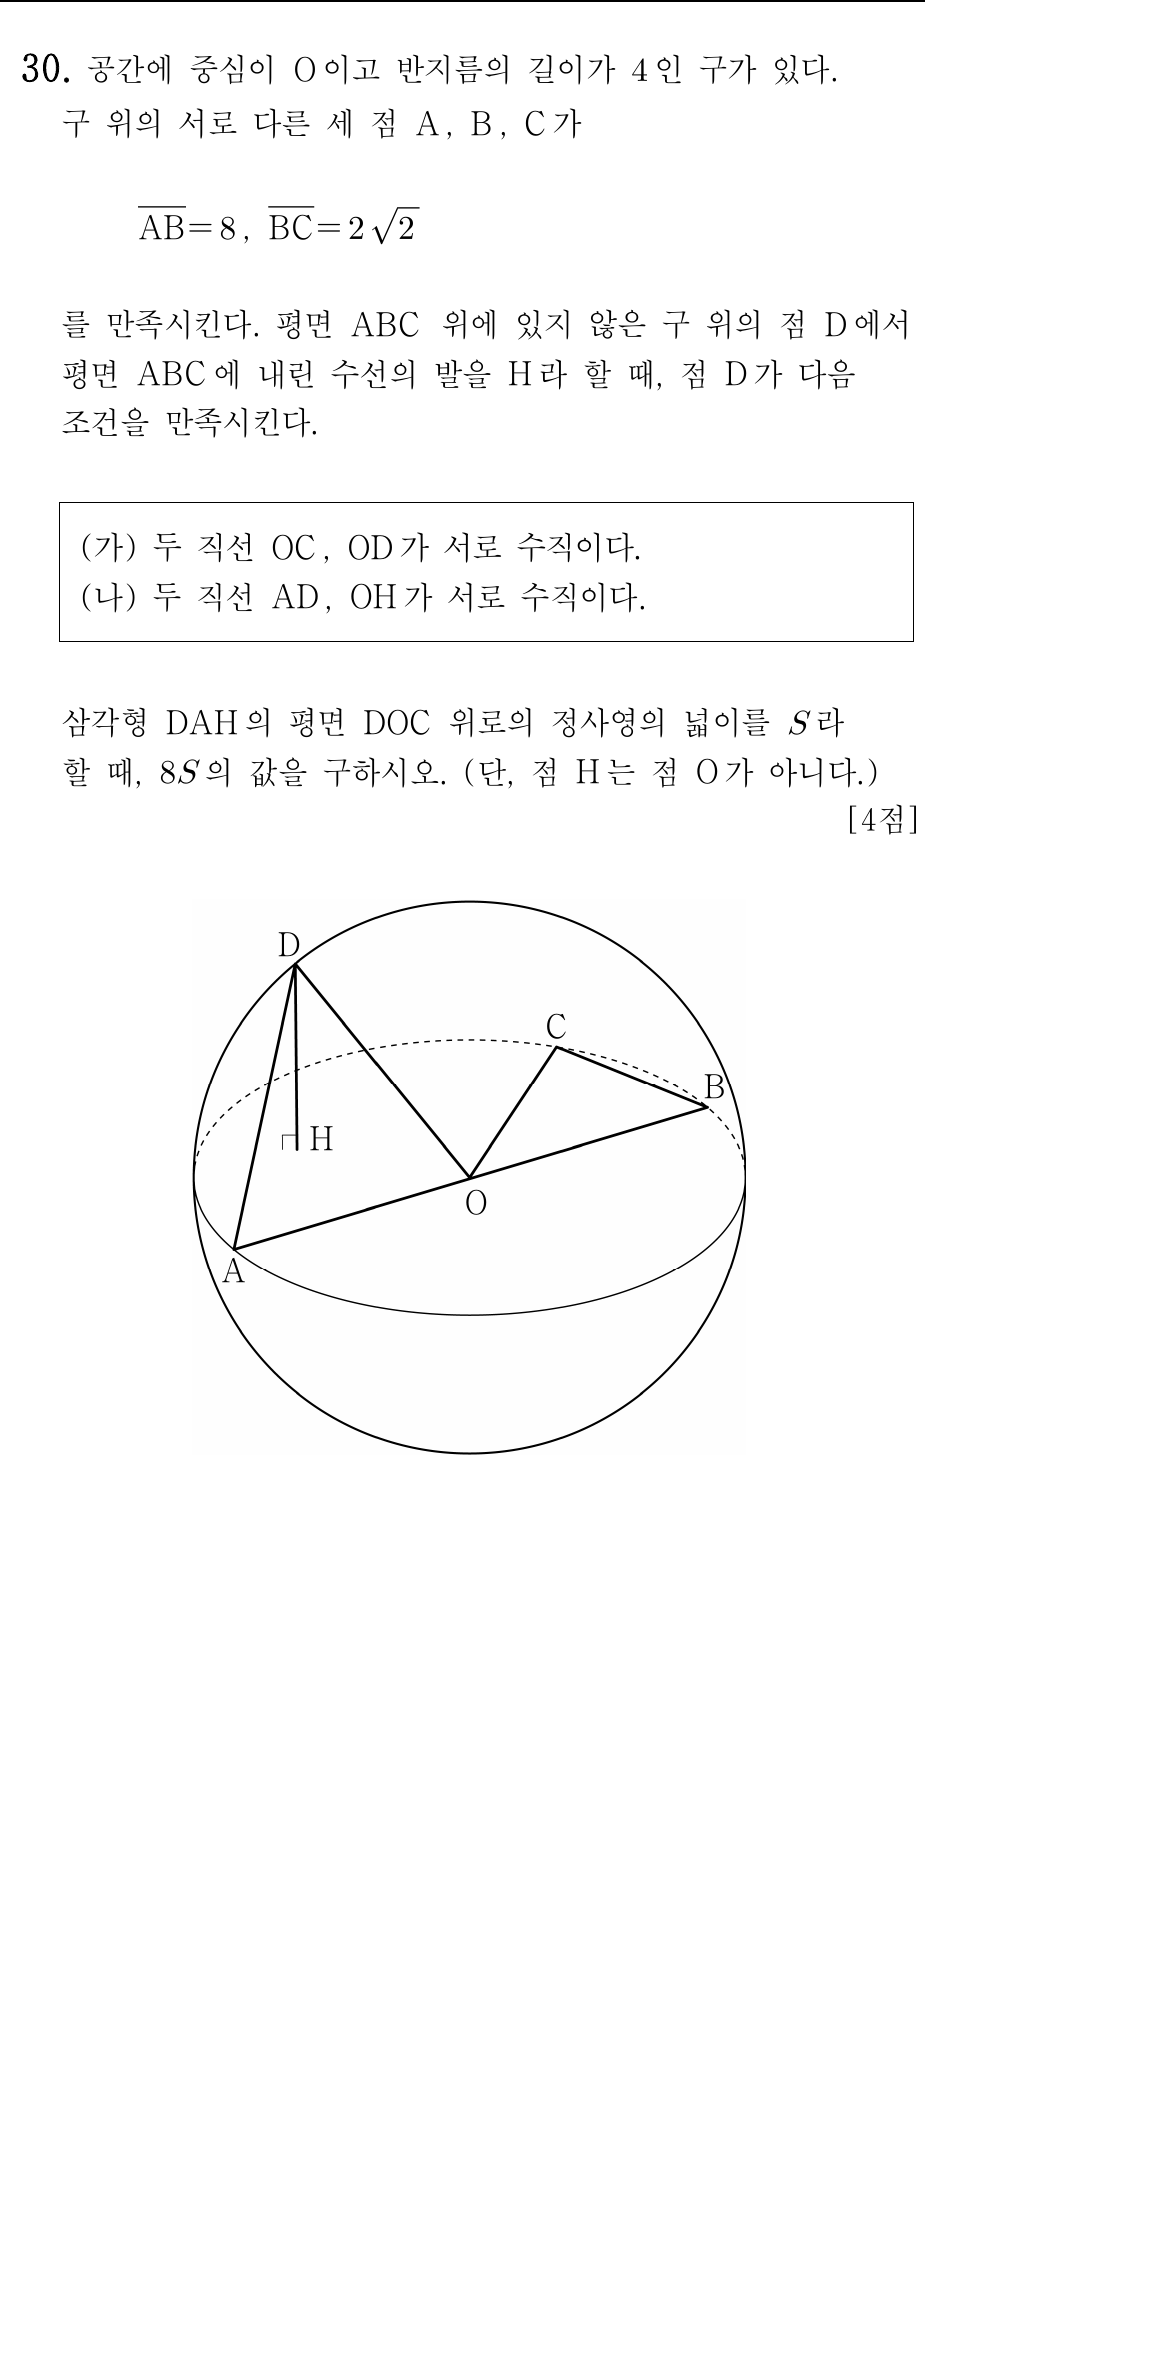 30. 공간에 중심이 O이고 반지름의 길이가 4인 구가 있다.
구 위의 서로 다른 세 점 A, B, C가
$\overline{AB}=8$, $\overline{BC}=2\sqrt{2}$
를 만족시킨다. 평면 ABC 위에 있지 않은 구 위의 점 D에서
평면 ABC에 내린 수선의 발을 H라 할 때, 점 D가 다음
조건을 만족시킨다.
(가) 두 직선 OC, OD가 서로 수직이다.
(나) 두 직선 AD, OH가 서로 수직이다.
삼각형 DAH의 평면 DOC 위로의 정사영의 넓이를 S라
할 때, 8S의 값을 구하시오. (단, 점 H는 점 O가 아니다.)
[4점]
D
C
B
H
O
A